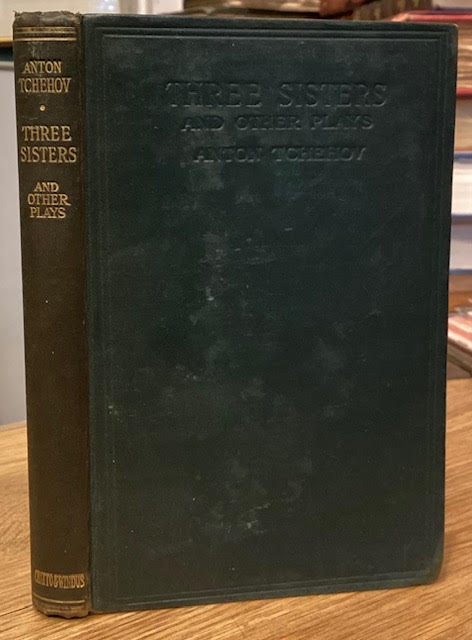 ANTON
TCHEHOV
THREE
SISTERS
AND
OTHER
PLAYS
CHATTO & WINDUS
THREE SISTERS
AND OTHER PLAYS
ANTON TCHEHOV